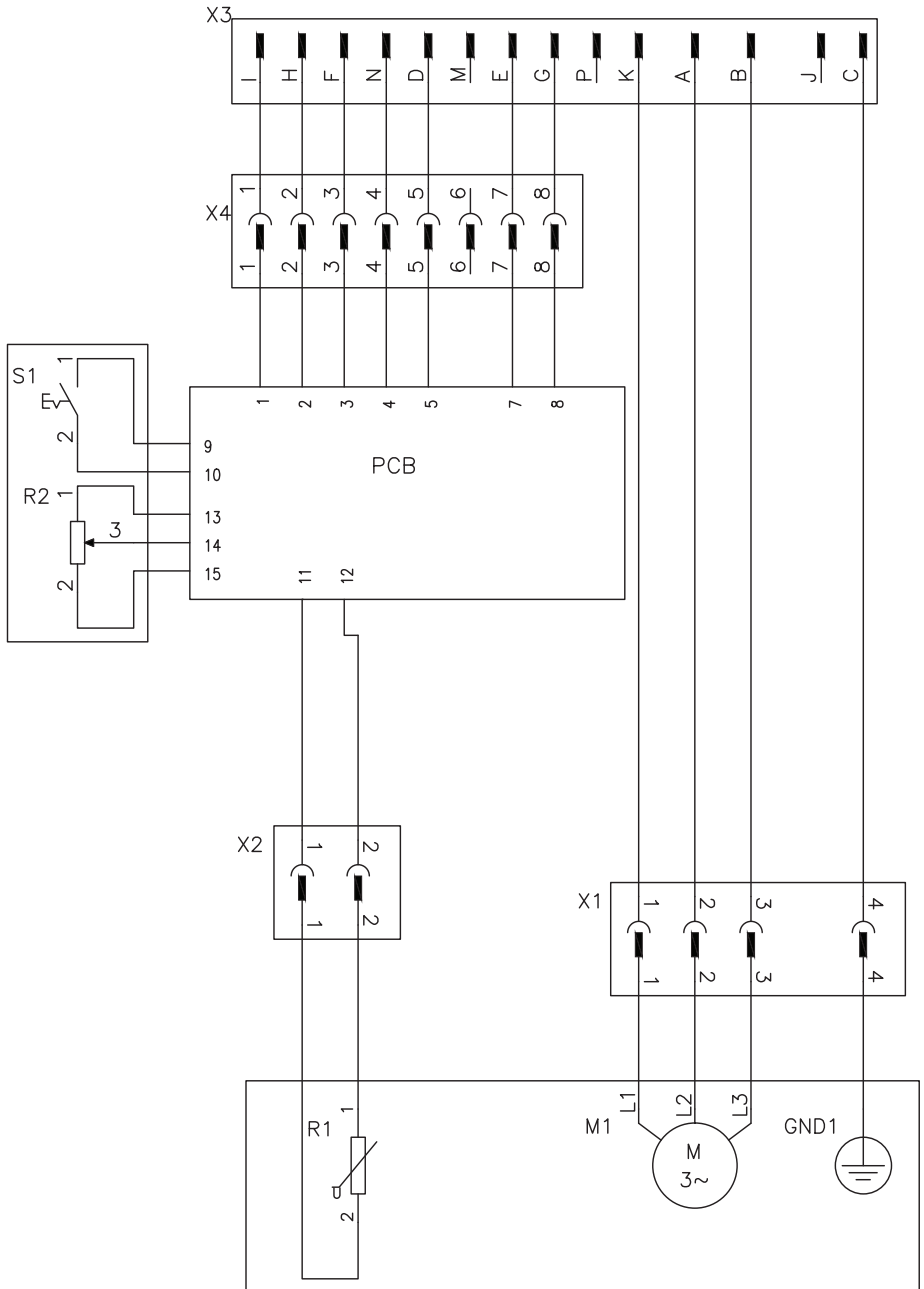 X3
I H F N D M E G P K A B J C
1 2 3 4 5 6 7 8
X4
1 2 3 4 5 6 7 8
S1
1
2
1 2 3 4 5 7 8
9
PCB
10
R2
1
13
3
14
2
15
11 12
X2
1 2
1 2
X1
1 2 3 4
1 2 3 4
L1 L2 L3
R1
1
M1
GND1
M
3~
2